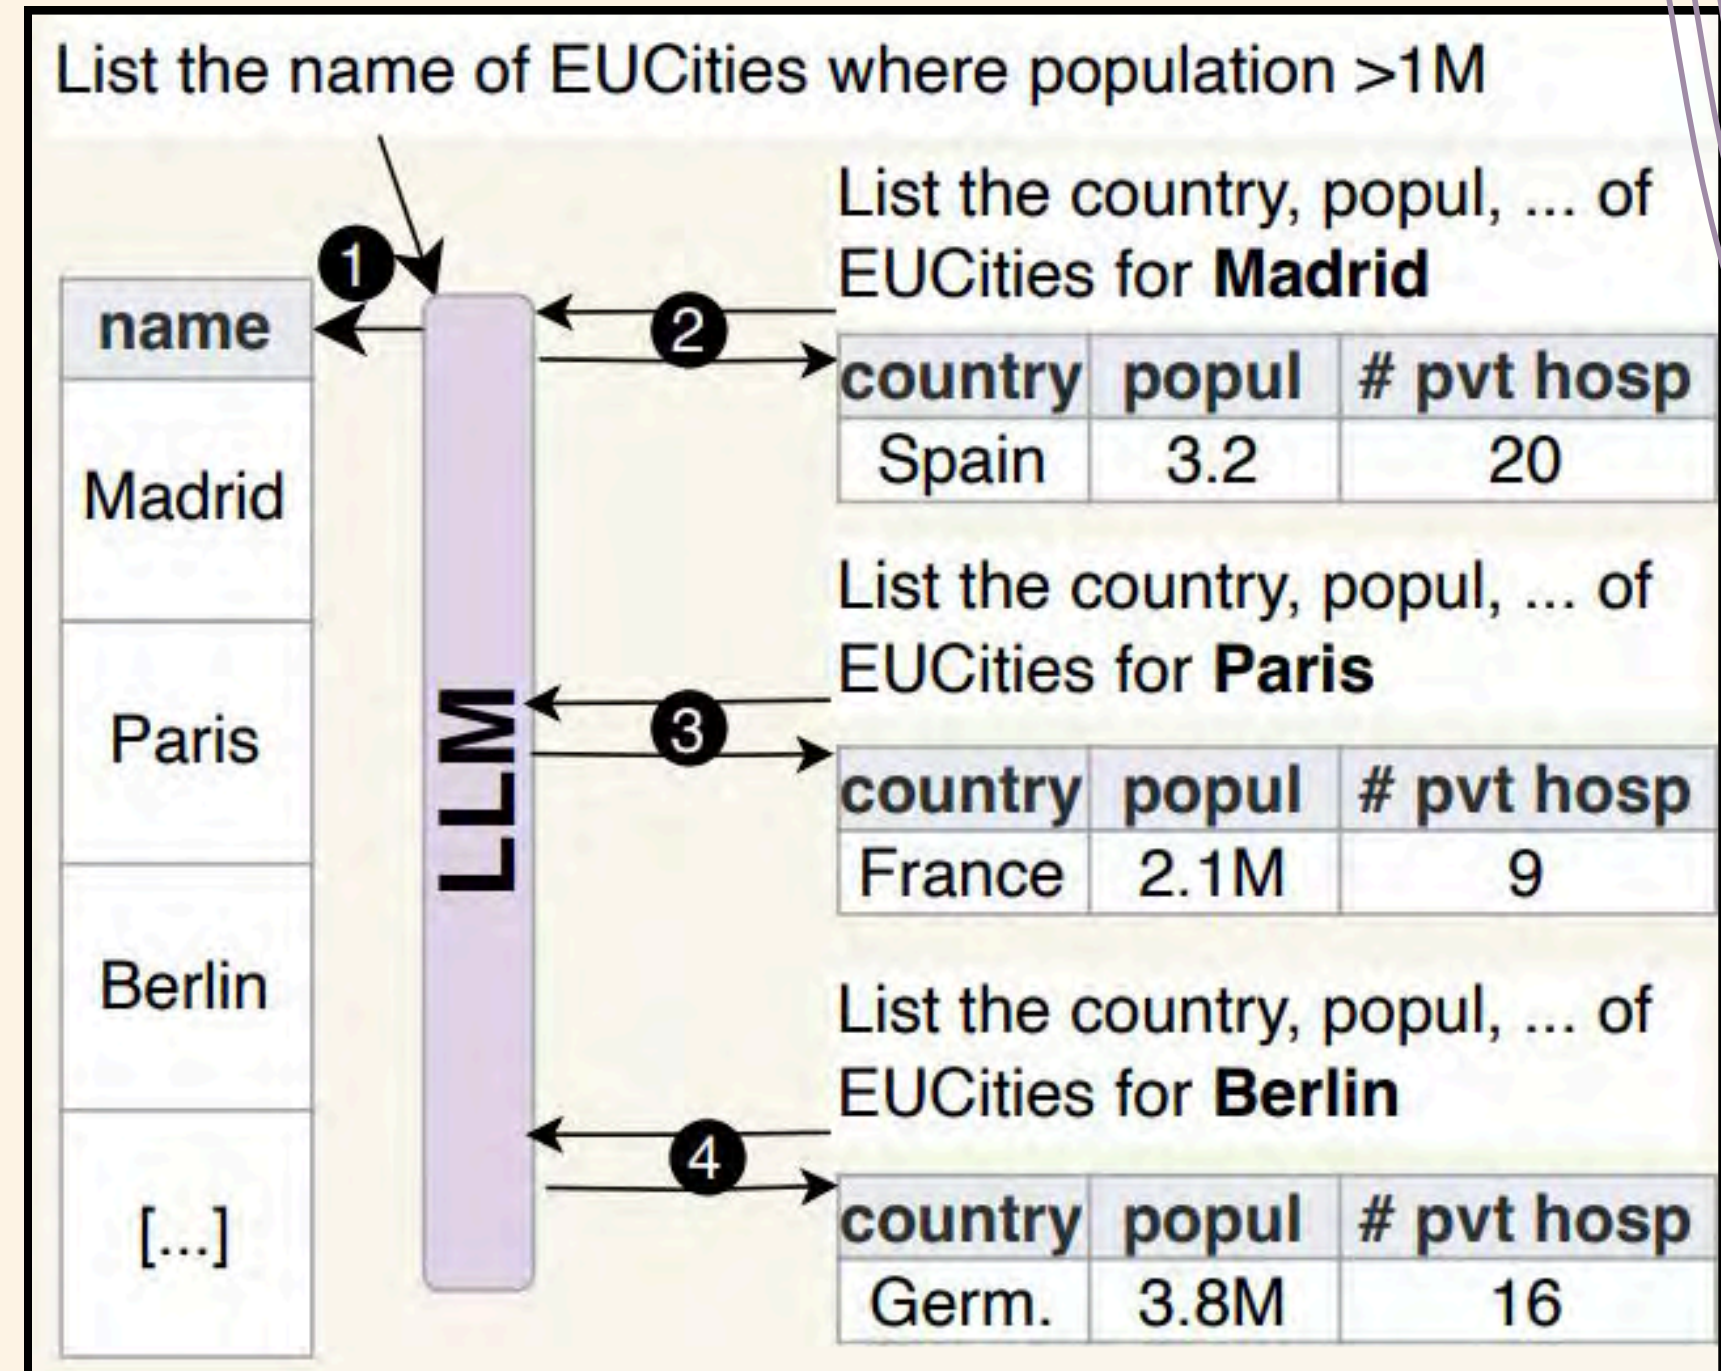 List the name of EUCities where population >1M
1
name
Madrid
Paris
Berlin
[...]
LLM
List the country, popul, ... of
EUCities for Madrid
2
country popul # pvt hosp
Spain 3.2 20
List the country, popul, ... of
EUCities for Paris
3
country popul # pvt hosp
France 2.1M 9
List the country, popul, ... of
EUCities for Berlin
4
country popul # pvt hosp
Germ. 3.8M 16